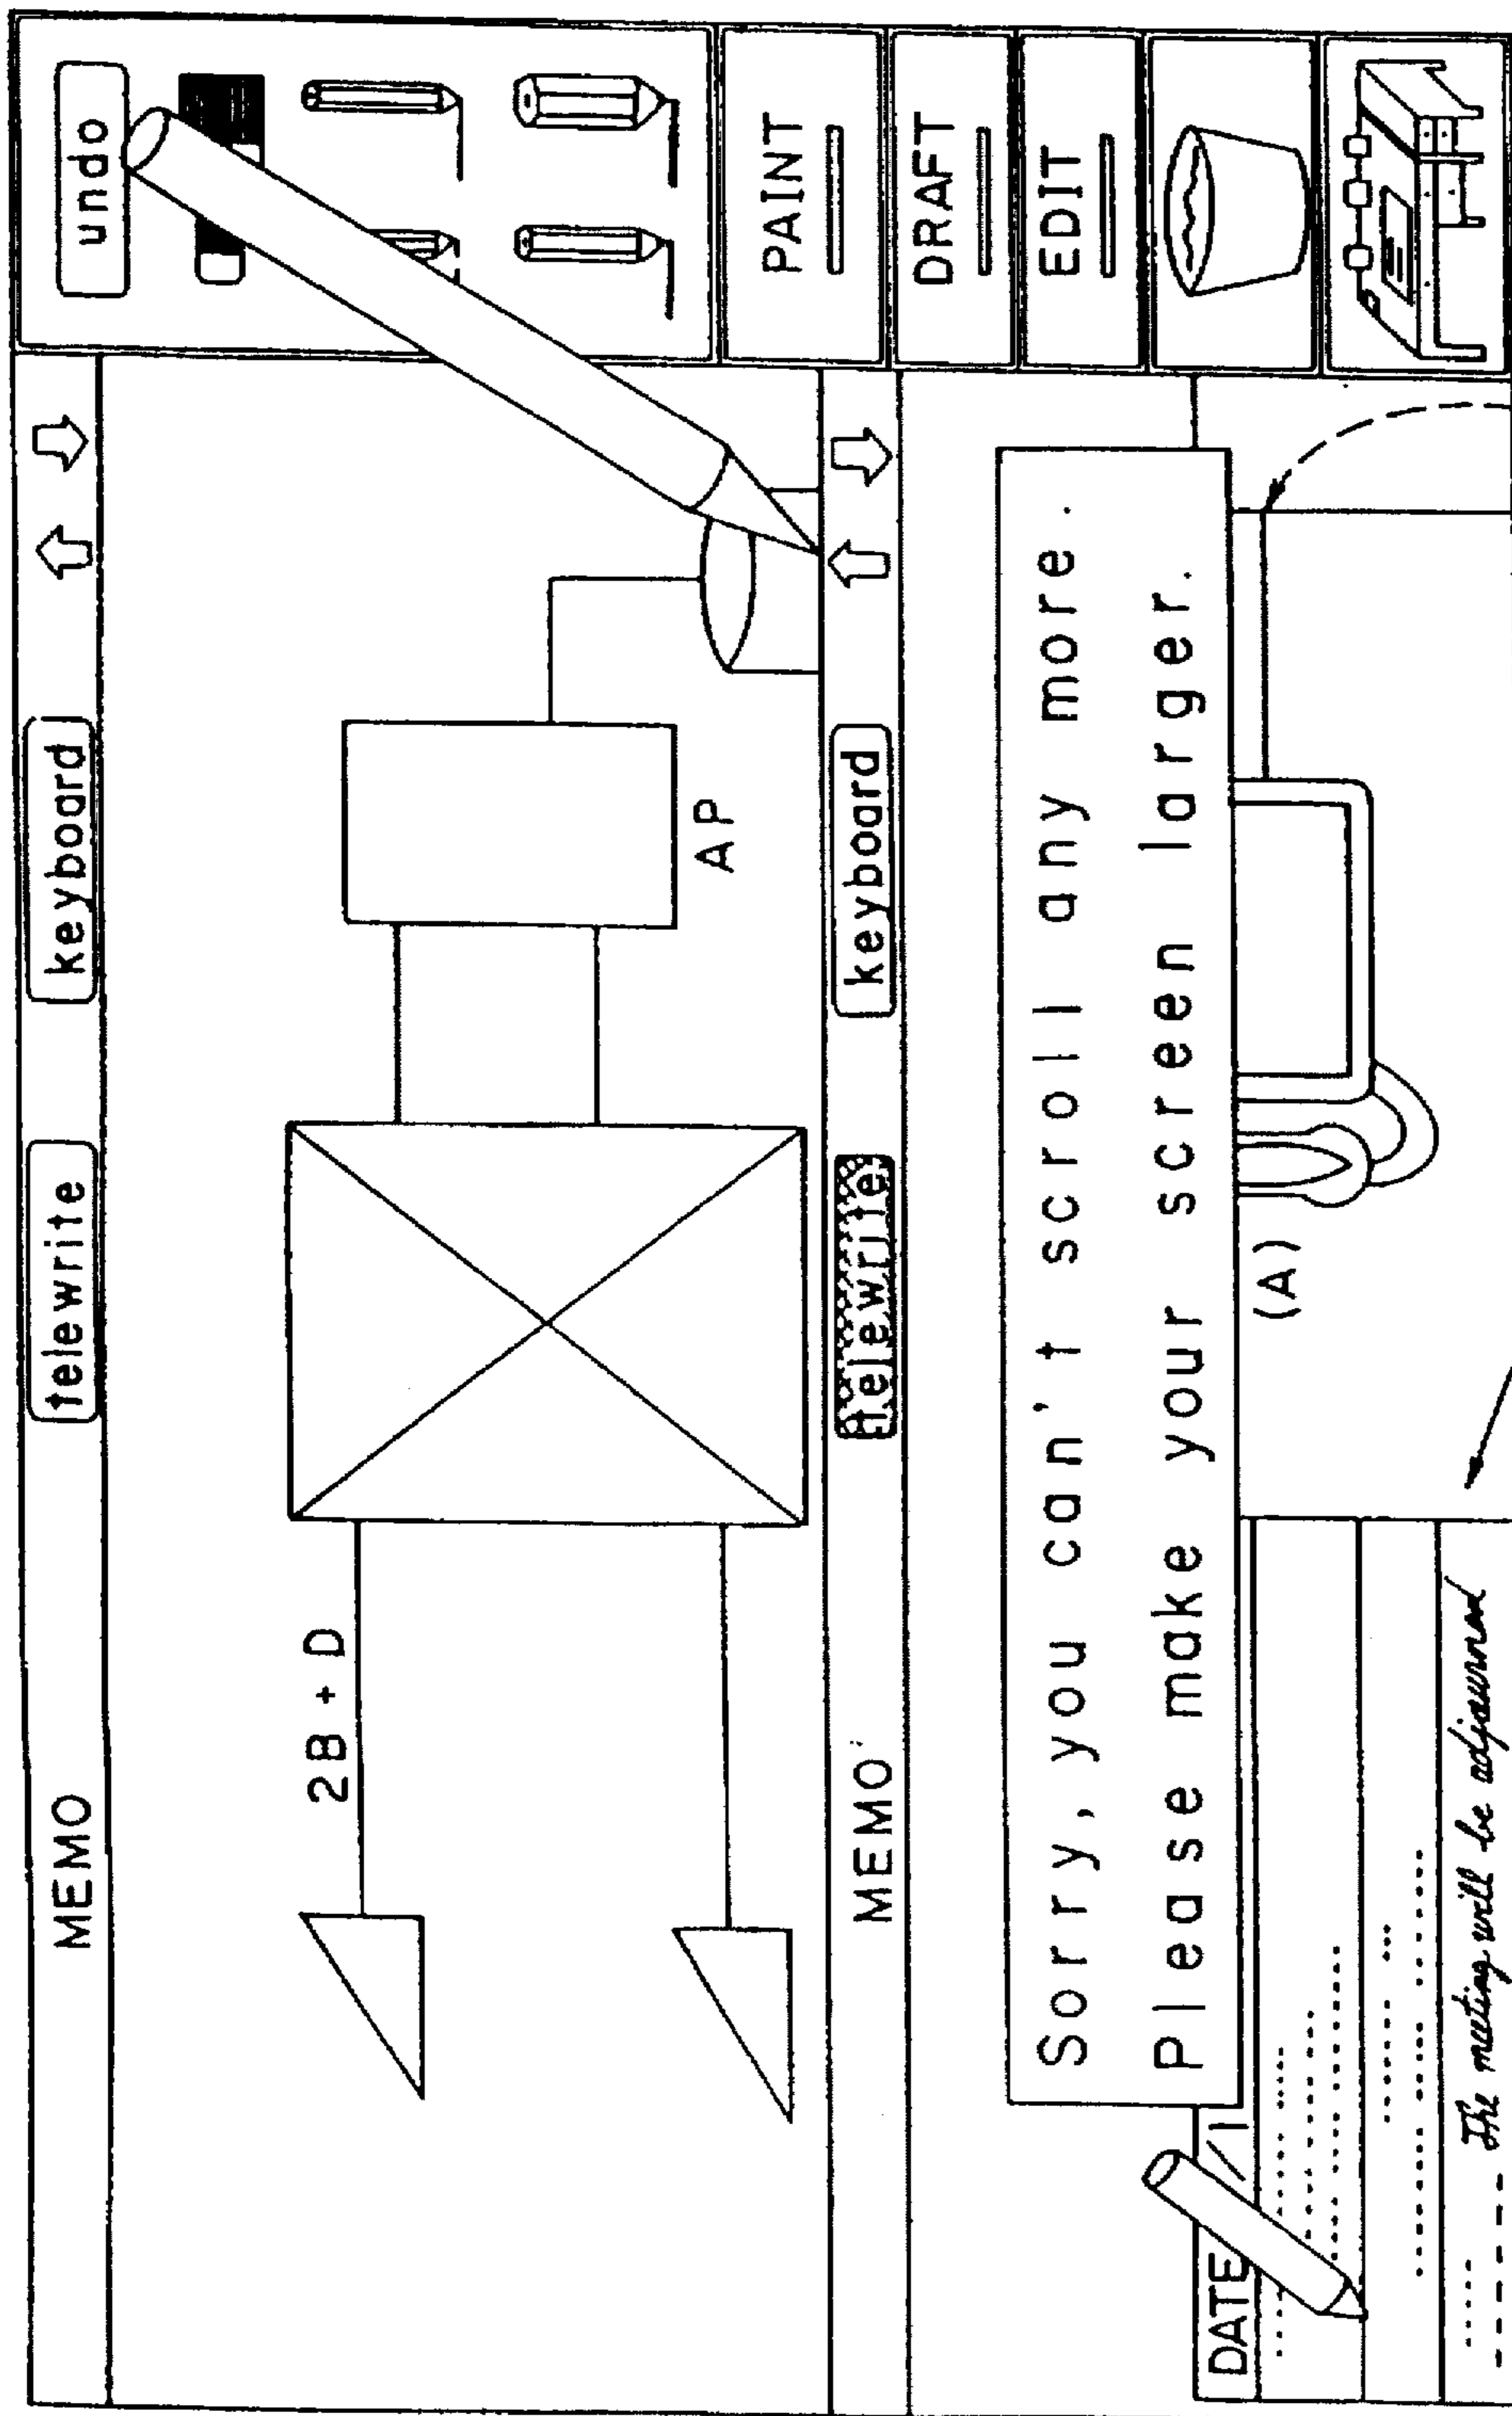 MEMO telewrite keyboard
undo
2B + D
AP
PAINT
MEMO telewrite keyboard
DRAFT
EDIT
Sorry, you can't scroll any more.
Please make your screen larger.
DATE
(A)
The meeting will be adjourned